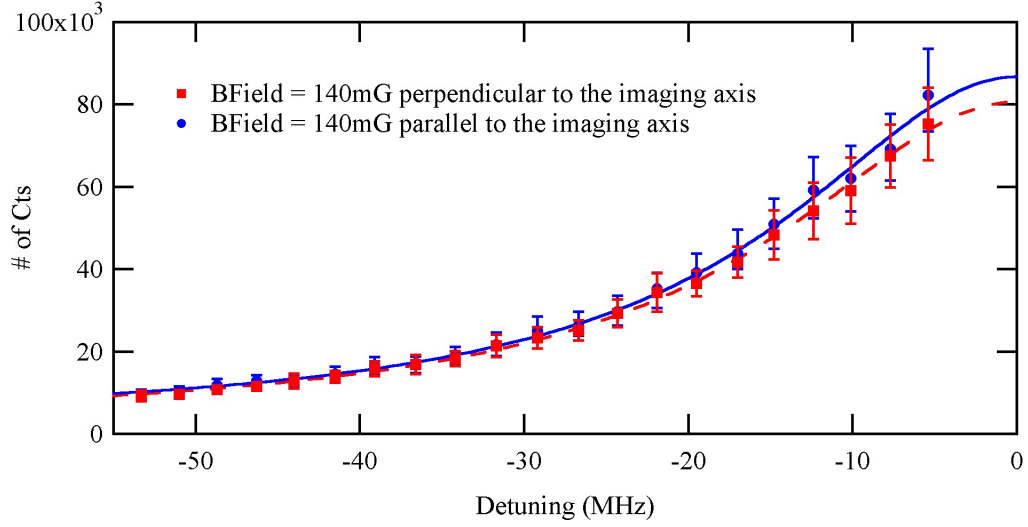 100x10³
80
60
40
20
0
# of Cts
BField = 140mG perpendicular to the imaging axis
BField = 140mG parallel to the imaging axis
-50
-40
-30
-20
-10
0
Detuning (MHz)